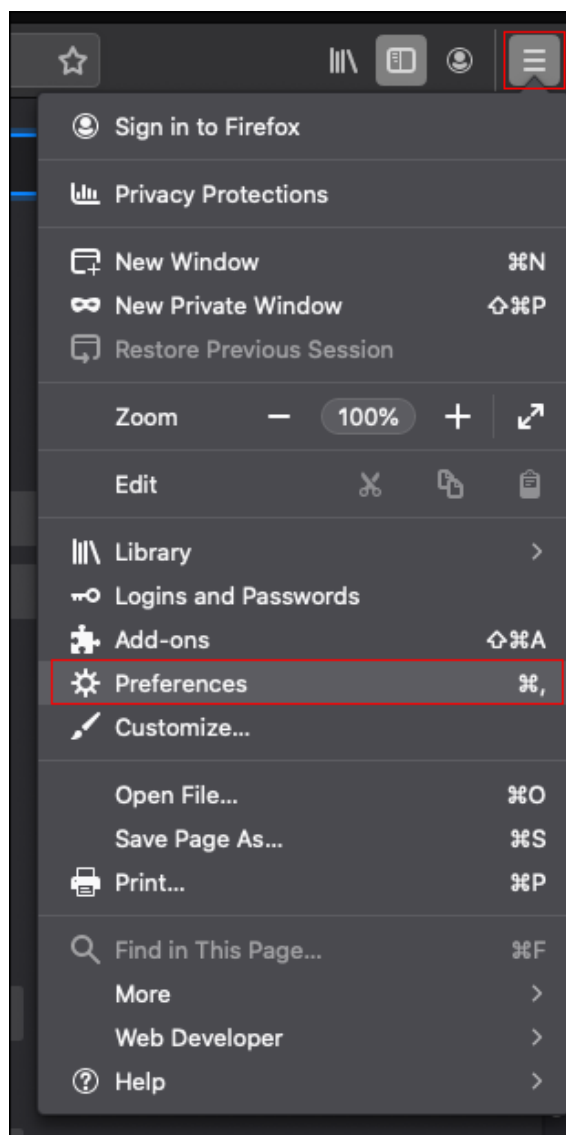 Sign in to Firefox
Privacy Protections
New Window ⌘N
New Private Window ⇧⌘P
Restore Previous Session
Zoom − 100% +
Edit
Library >
Logins and Passwords
Add-ons ⇧⌘A
Preferences ⌘,
Customize...
Open File... ⌘O
Save Page As... ⌘S
Print... ⌘P
Find in This Page... ⌘F
More >
Web Developer >
Help >